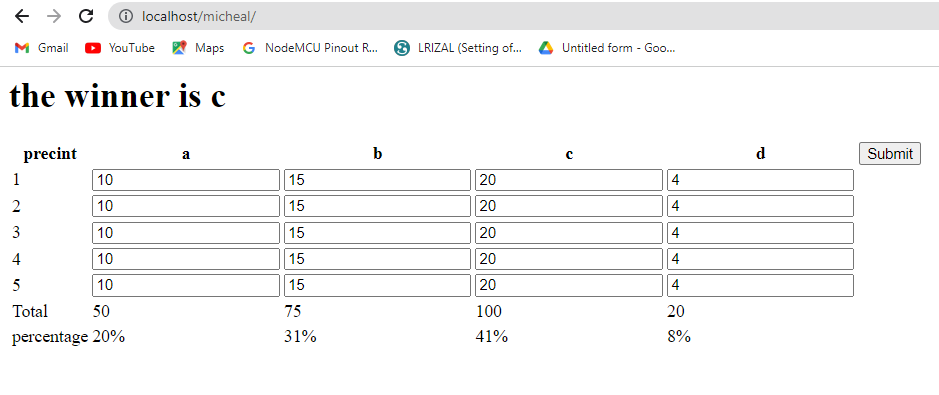 localhost/micheal/
Gmail YouTube Maps NodeMCU Pinout R... LRIZAL (Setting of... Untitled form - Goo...
the winner is c
precint a b c d Submit
1 10 15 20 4
2 10 15 20 4
3 10 15 20 4
4 10 15 20 4
5 10 15 20 4
Total 50 75 100 20
percentage 20% 31% 41% 8%